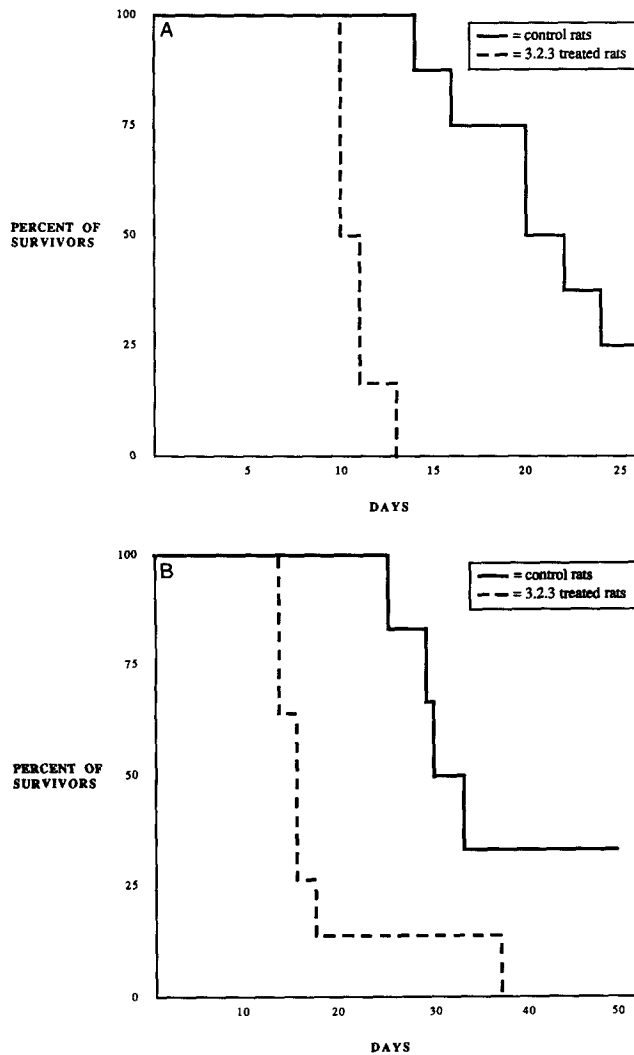 A
= control rats
= 3.2.3 treated rats
100
75
PERCENT OF
SURVIVORS
50
25
0
5 10 15 20 25
DAYS
B
= control rats
= 3.2.3 treated rats
100
75
PERCENT OF
SURVIVORS
50
25
0
10 20 30 40 50
DAYS